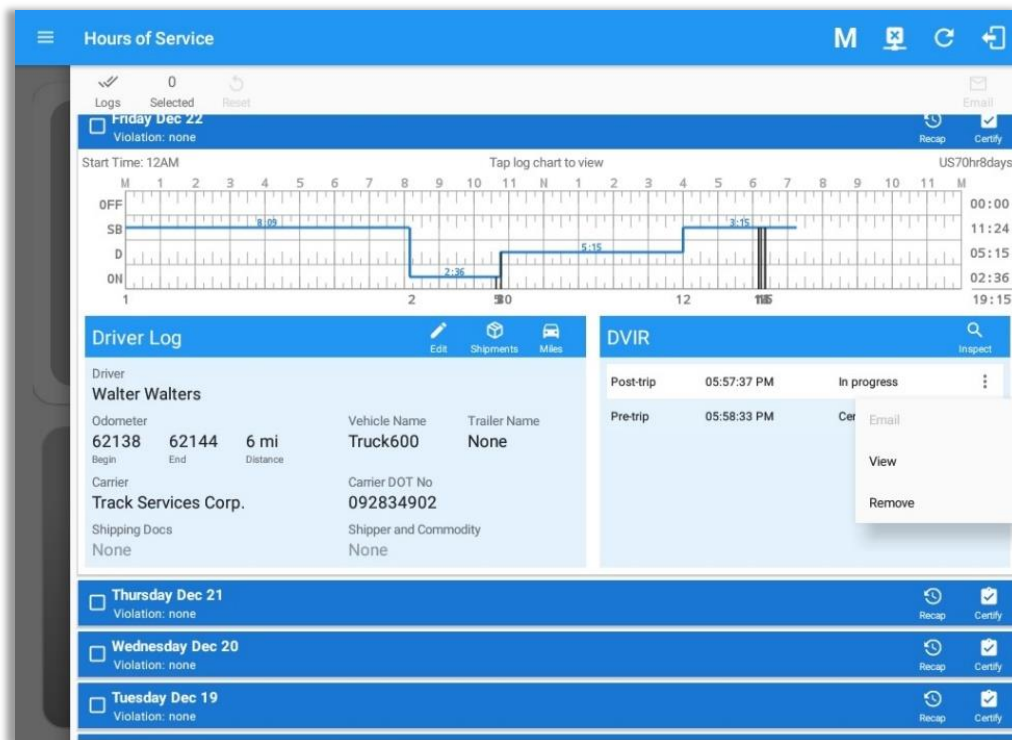 Hours of Service M
Logs 0 Selected Reset Email
Friday Dec 22
Violation: none Recap Certify
Start Time: 12AM Tap log chart to view US70hr8days
M 1 2 3 4 5 6 7 8 9 10 11 N 1 2 3 4 5 6 7 8 9 10 11 M
OFF 00:00
SB 8:09 3:15 11:24
D 5:15 05:15
ON 2:36 02:36
1 2 12 19:15
Driver Log Edit Shipments Miles
Driver
Walter Walters
Odometer Vehicle Name Trailer Name
62138 62144 6 mi Truck600 None
Begin End Distance
Carrier Carrier DOT No
Track Services Corp. 092834902
Shipping Docs Shipper and Commodity
None None
DVIR Inspect
Post-trip 05:57:37 PM In progress
Pre-trip 05:58:33 PM Cer
Email
View
Remove
Thursday Dec 21
Violation: none Recap Certify
Wednesday Dec 20
Violation: none Recap Certify
Tuesday Dec 19
Violation: none Recap Certify